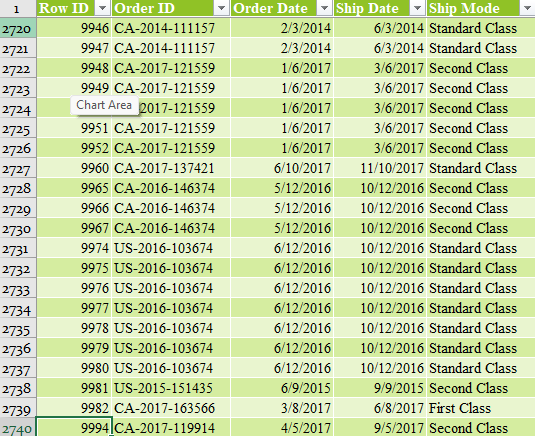 1 Row ID Order ID Order Date Ship Date Ship Mode
2720 9946 CA-2014-111157 2/3/2014 6/3/2014 Standard Class
2721 9947 CA-2014-111157 2/3/2014 6/3/2014 Standard Class
2722 9948 CA-2017-121559 1/6/2017 3/6/2017 Second Class
2723 9949 CA-2017-121559 1/6/2017 3/6/2017 Second Class
2724 Chart Area 2017-121559 1/6/2017 3/6/2017 Second Class
2725 9951 CA-2017-121559 1/6/2017 3/6/2017 Second Class
2726 9952 CA-2017-121559 1/6/2017 3/6/2017 Second Class
2727 9960 CA-2017-137421 6/10/2017 11/10/2017 Standard Class
2728 9965 CA-2016-146374 5/12/2016 10/12/2016 Second Class
2729 9966 CA-2016-146374 5/12/2016 10/12/2016 Second Class
2730 9967 CA-2016-146374 5/12/2016 10/12/2016 Second Class
2731 9974 US-2016-103674 6/12/2016 10/12/2016 Standard Class
2732 9975 US-2016-103674 6/12/2016 10/12/2016 Standard Class
2733 9976 US-2016-103674 6/12/2016 10/12/2016 Standard Class
2734 9977 US-2016-103674 6/12/2016 10/12/2016 Standard Class
2735 9978 US-2016-103674 6/12/2016 10/12/2016 Standard Class
2736 9979 US-2016-103674 6/12/2016 10/12/2016 Standard Class
2737 9980 US-2016-103674 6/12/2016 10/12/2016 Standard Class
2738 9981 US-2015-151435 6/9/2015 9/9/2015 Second Class
2739 9982 CA-2017-163566 3/8/2017 6/8/2017 First Class
2740 9994 CA-2017-119914 4/5/2017 9/5/2017 Second Class